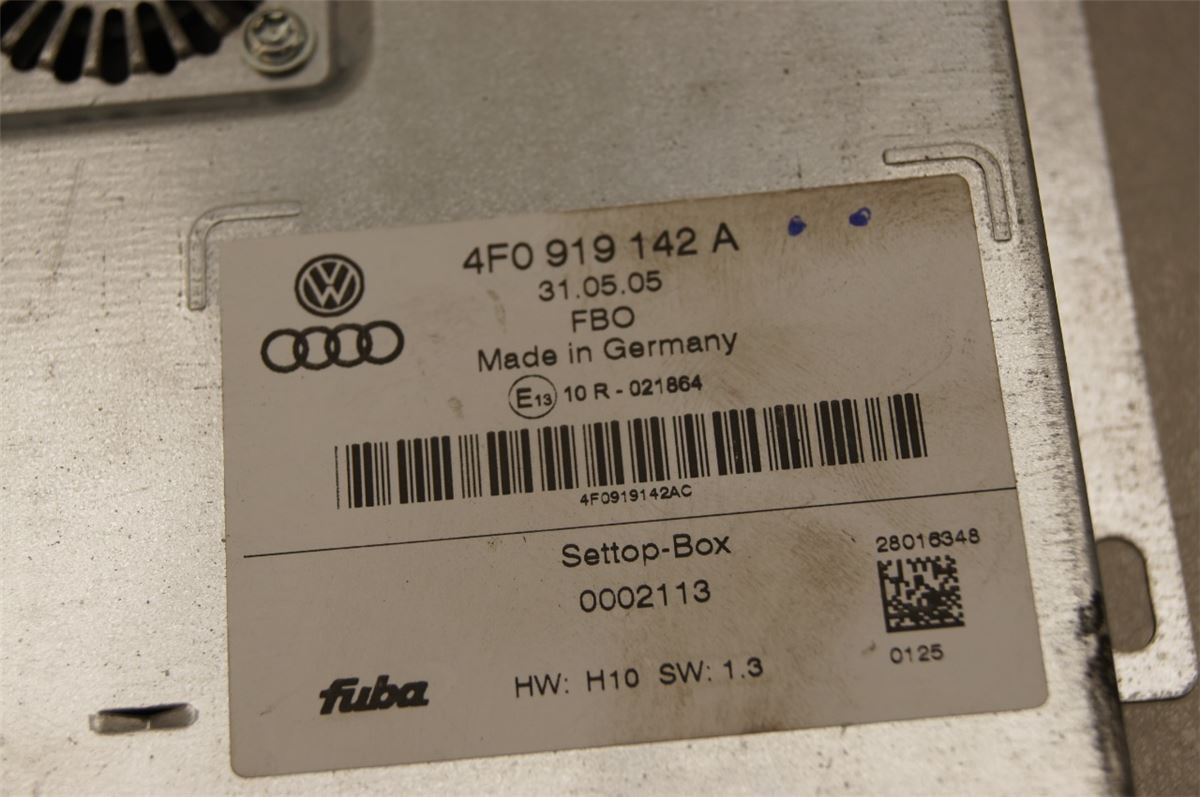 4F0 919 142 A
31.05.05
FBO
Made in Germany
E13 10 R - 021864
4F0919142AC
Settop-Box
0002113
28016348
0125
fuba
HW: H10 SW: 1.3